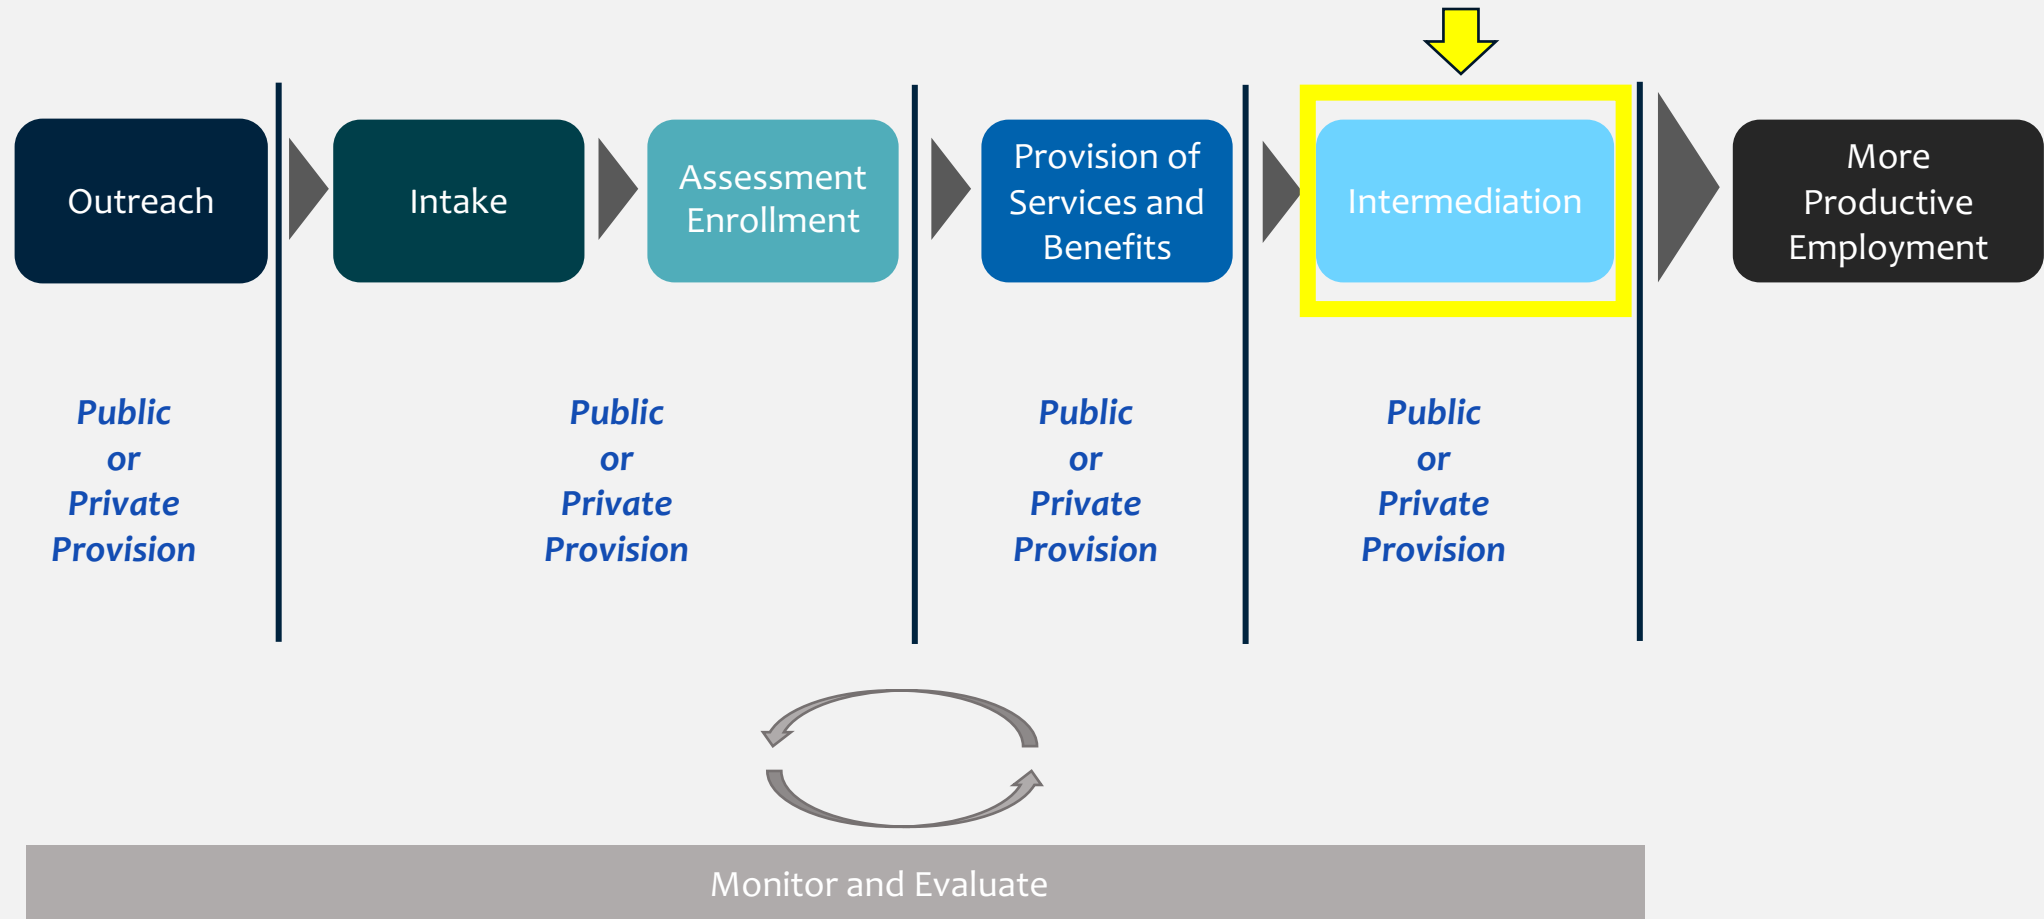 Outreach
Intake
Assessment
Enrollment
Provision of
Services and
Benefits
Intermediation
More
Productive
Employment
Public
or
Private
Provision
Public
or
Private
Provision
Public
or
Private
Provision
Public
or
Private
Provision
Monitor and Evaluate